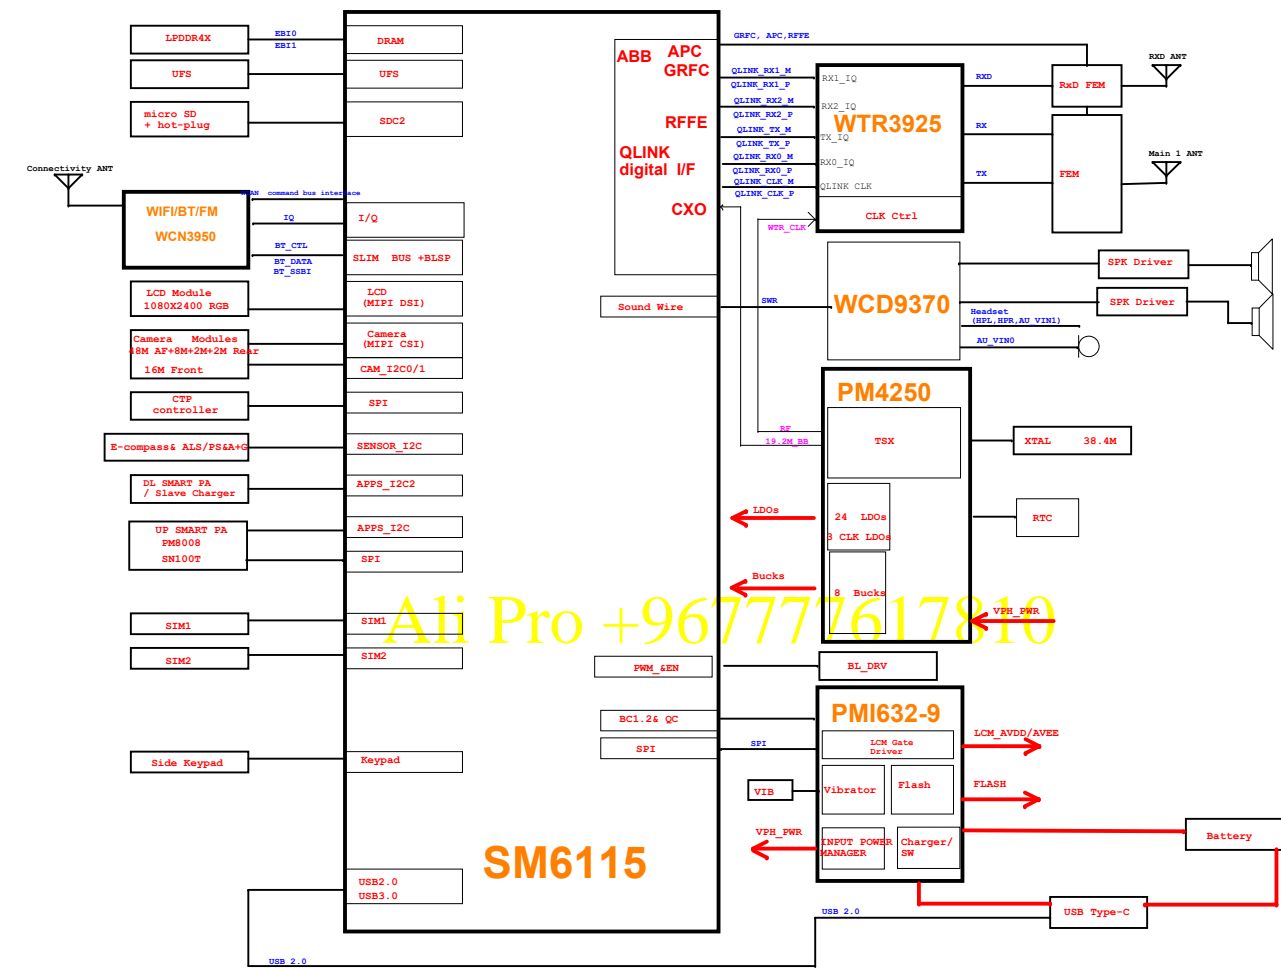 LPDDR4X
EBI0
EBI1
DRAM
UFS
UFS
micro SD
+ hot-plug
SDC2
Connectivity ANT
command bus interface
WIFI/BT/FM
WCN3950
IQ
I/Q
BT_CTL
BT_DATA
BT_SSBI
SLIM BUS +BLSP
LCD Module
1080X2400 RGB
LCD
(MIPI DSI)
Camera Modules
48M AF+8M+2M+2M Rear
16M Front
Camera
(MIPI CSI)
CAM_I2C0/1
CTP
controller
SPI
E-compass& ALS/PS&A+G
SENSOR_I2C
DL SMART PA
/ Slave Charger
APPS_I2C2
UP SMART PA
PM8008
SN100T
APPS_I2C
SPI
SIM1
SIM1
SIM2
SIM2
Side Keypad
Keypad
USB2.0
USB3.0
USB 2.0
SM6115
ABB
APC
GRFC
RFFE
QLINK
digital I/F
CXO
Sound Wire
PWM_&EN
BC1.2& QC
SPI
GRFC, APC,RFFE
QLINK_RX1_M
QLINK_RX1_P
QLINK_RX2_M
QLINK_RX2_P
QLINK_TX_M
QLINK_TX_P
QLINK_RX0_M
QLINK_RX0_P
QLINK_CLK_M
QLINK_CLK_P
WTR_CLK
RX1_IQ
RX2_IQ
WTR3925
TX_IQ
RX0_IQ
QLINK CLK
CLK Ctrl
RXD
RX
TX
RxD FEM
FEM
RXD ANT
Main 1 ANT
SWR
WCD9370
SPK Driver
SPK Driver
Headset
(HPL,HPR,AU_VIN1)
AU_VIN0
PM4250
RF
19.2M_BB
TSX
XTAL 38.4M
24 LDOs
3 CLK LDOs
LDOs
RTC
8 Bucks
Bucks
VPH_PWR
Ali Pro +967777617810
BL_DRV
PMI632-9
SPI
LCM Gate
Driver
LCM_AVDD/AVEE
VIB
Vibrator
Flash
FLASH
VPH_PWR
INPUT POWER
MANAGER
Charger/
SW
Battery
USB Type-C
USB 2.0